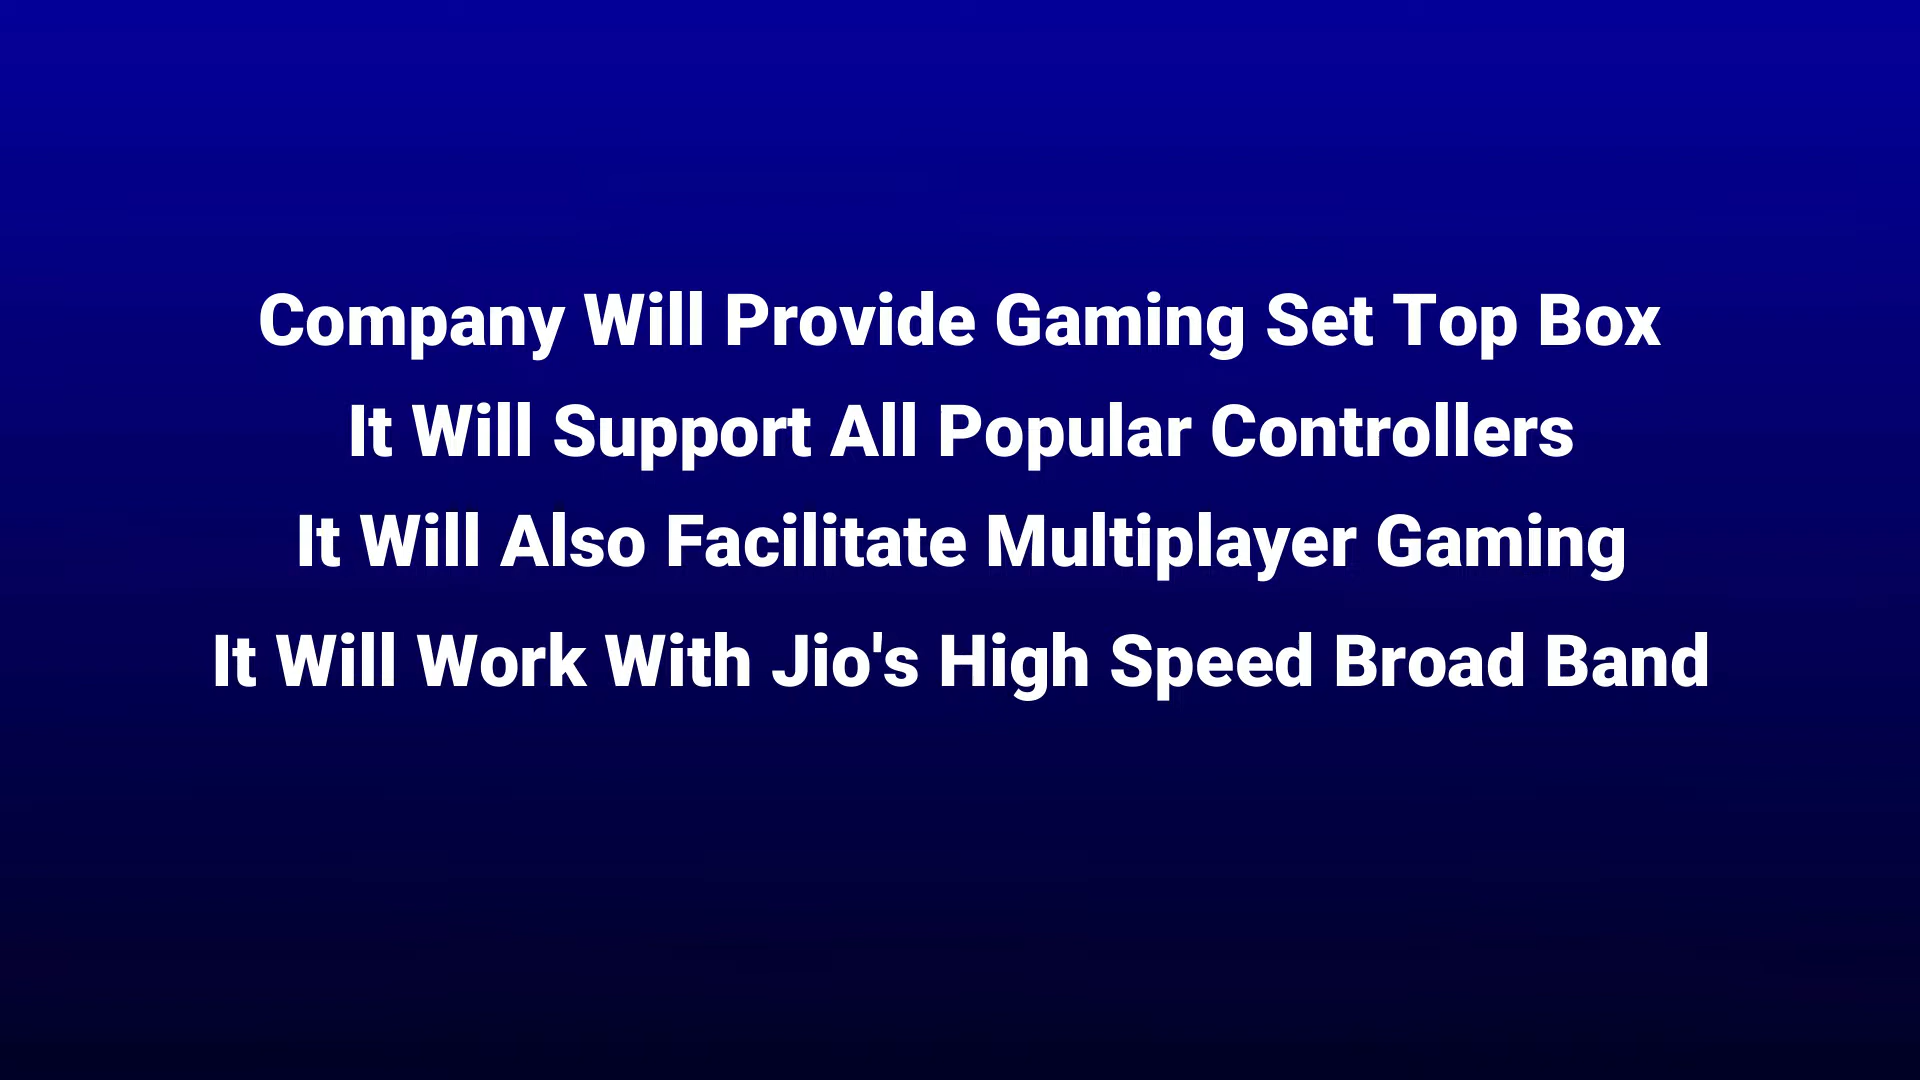 Company Will Provide Gaming Set Top Box
It Will Support All Popular Controllers
It Will Also Facilitate Multiplayer Gaming
It Will Work With Jio's High Speed Broad Band